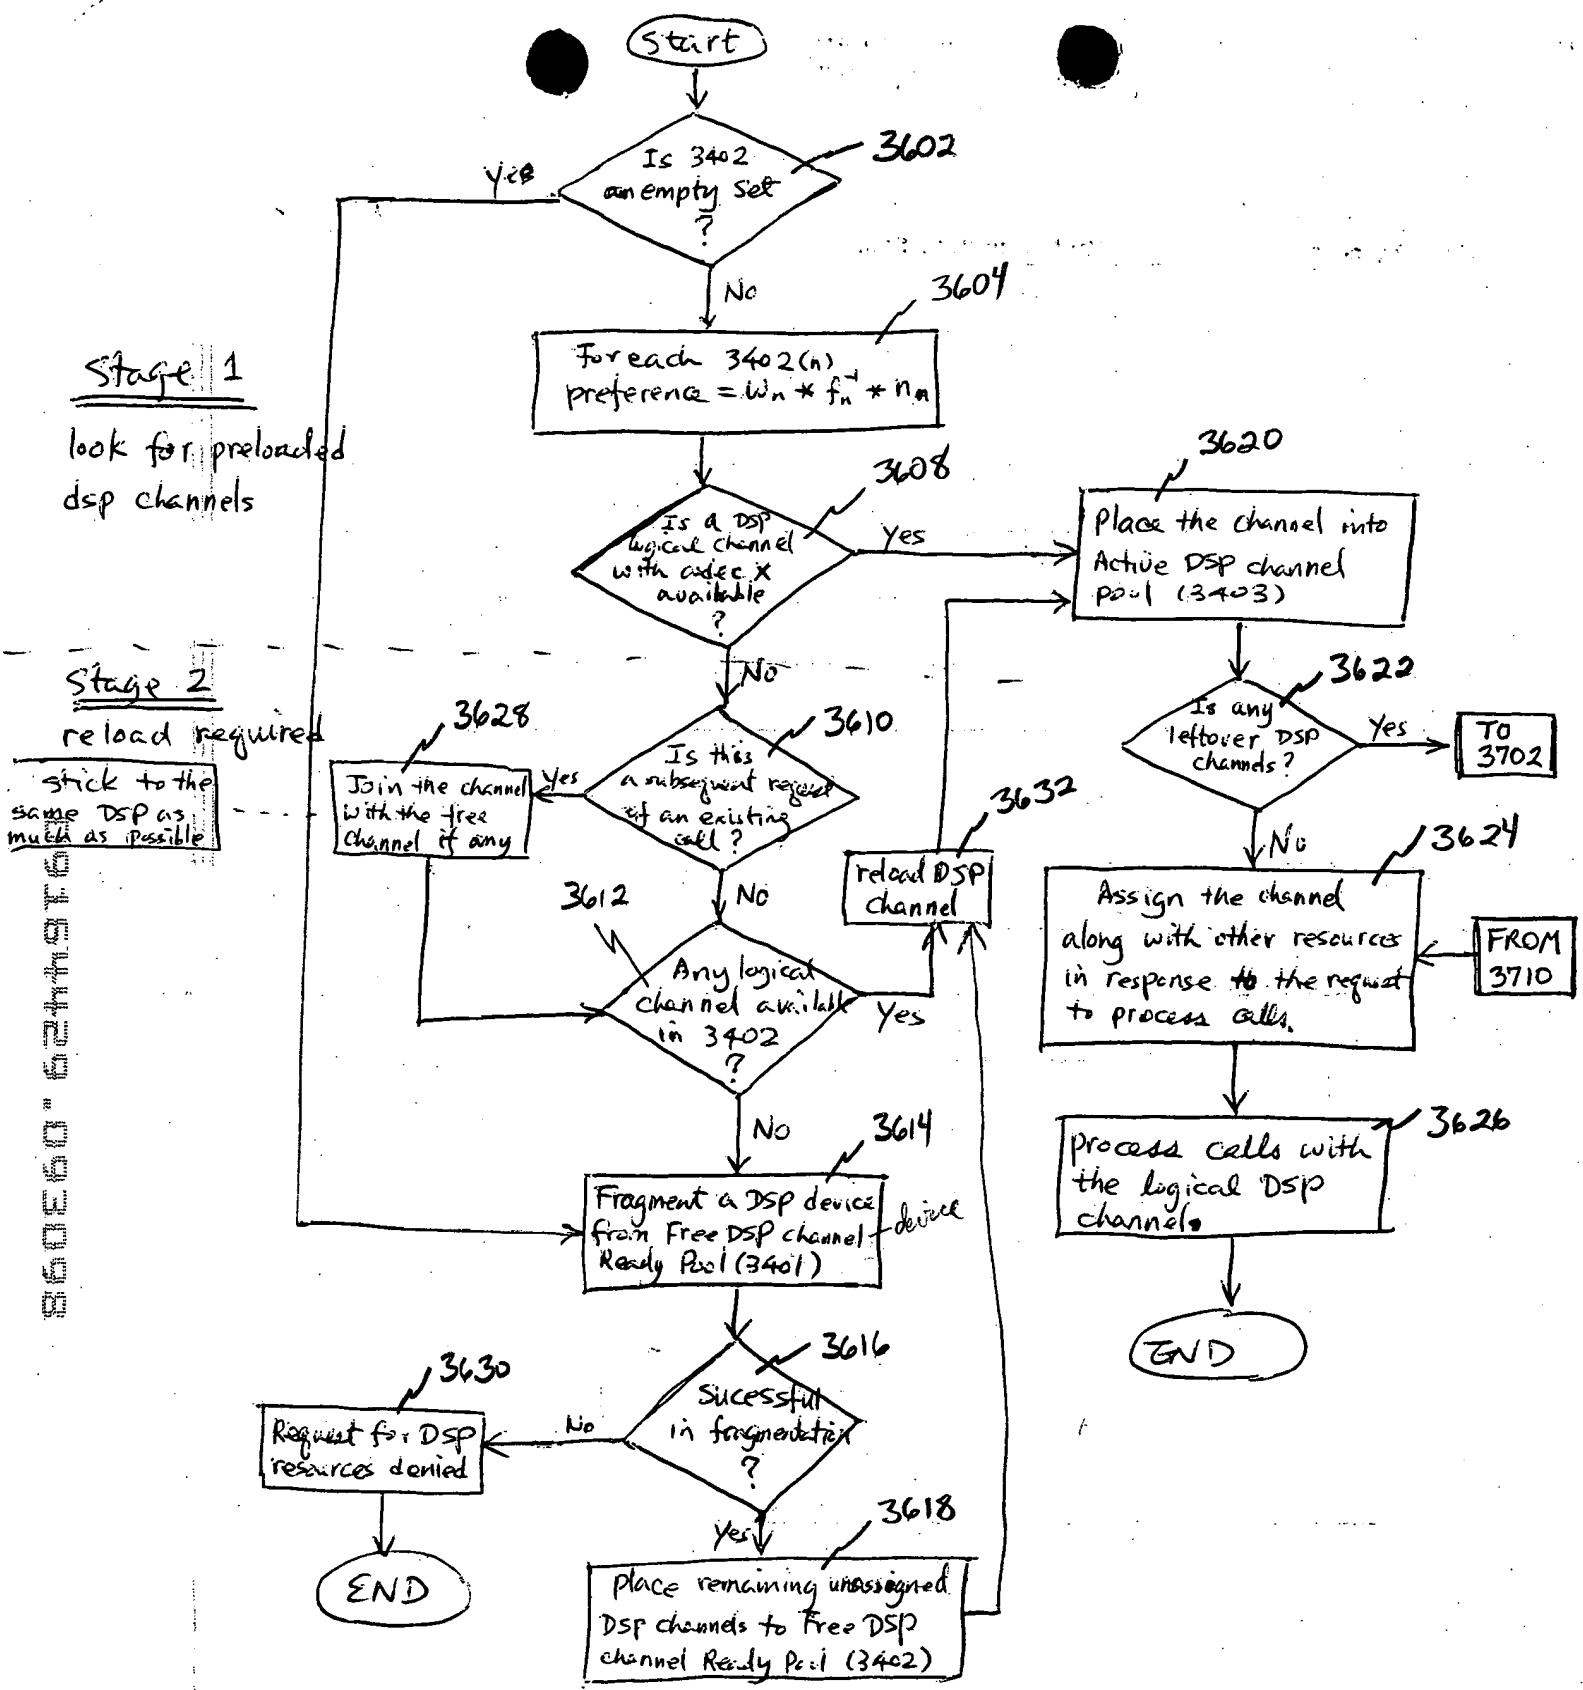 Start
Is 3402
an empty set
?
3602
Yes
No
3604
For each 3402(n)
preference = Wn * fn⁻¹ * nm
Stage 1
look for preloaded
dsp channels
3608
Is a DSP
logical channel
with codec X
available
?
Yes
No
3620
Place the channel into
Active DSP channel
pool (3403)
Stage 2
reload required
stick to the
same DSP as
much as possible
3628
Join the channel
with the free
channel if any
Yes
3610
Is this
a subsequent request
of an existing
call?
No
3622
Is any
leftover DSP
channels?
Yes
TO
3702
No
3632
reload DSP
channel
3624
Assign the channel
along with other resources
in response to the request
to process calls.
FROM
3710
3612
Any logical
channel available
in 3402
?
Yes
No
3614
Fragment a DSP device
from Free DSP channel
device
Ready Pool (3401)
3626
process calls with
the logical DSP
channels
END
3616
Sucessful
in fragmentation
?
No
3630
Request for DSP
resources denied
END
Yes
3618
place remaining unassigned
DSP channels to Free DSP
channel Ready Pool (3402)